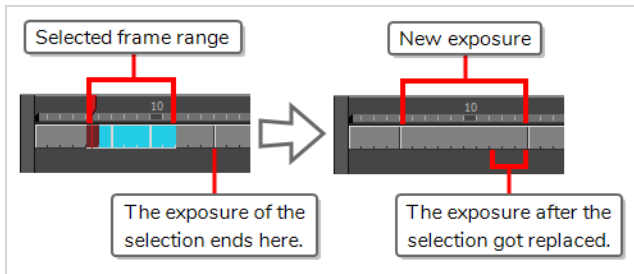 Selected frame range
New exposure
10
10
The exposure of the
selection ends here.
The exposure after the
selection got replaced.